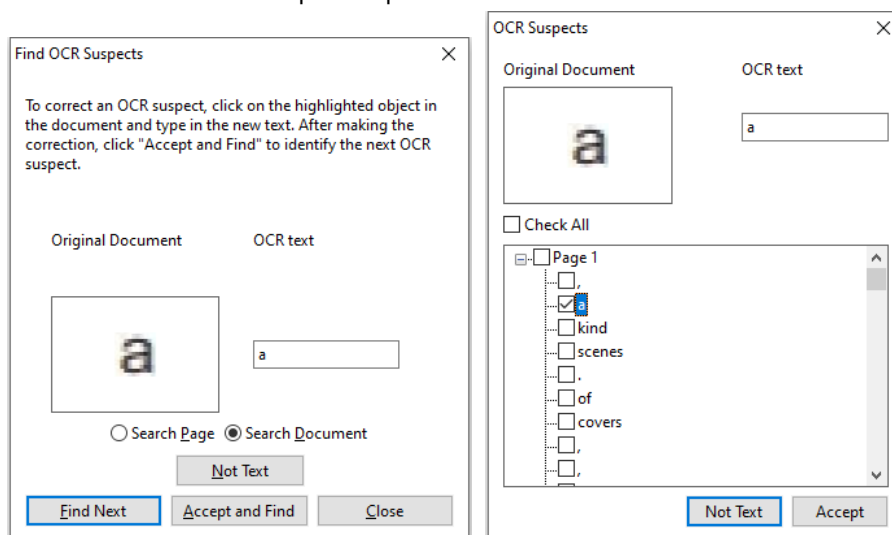 Find OCR Suspects
To correct an OCR suspect, click on the highlighted object in
the document and type in the new text. After making the
correction, click "Accept and Find" to identify the next OCR
suspect.
Original Document OCR text
a a
Search Page Search Document
Not Text
Find Next Accept and Find Close
OCR Suspects
Original Document OCR text
a a
Check All
Page 1
,
a
kind
scenes
.
of
covers
,
,
Not Text Accept